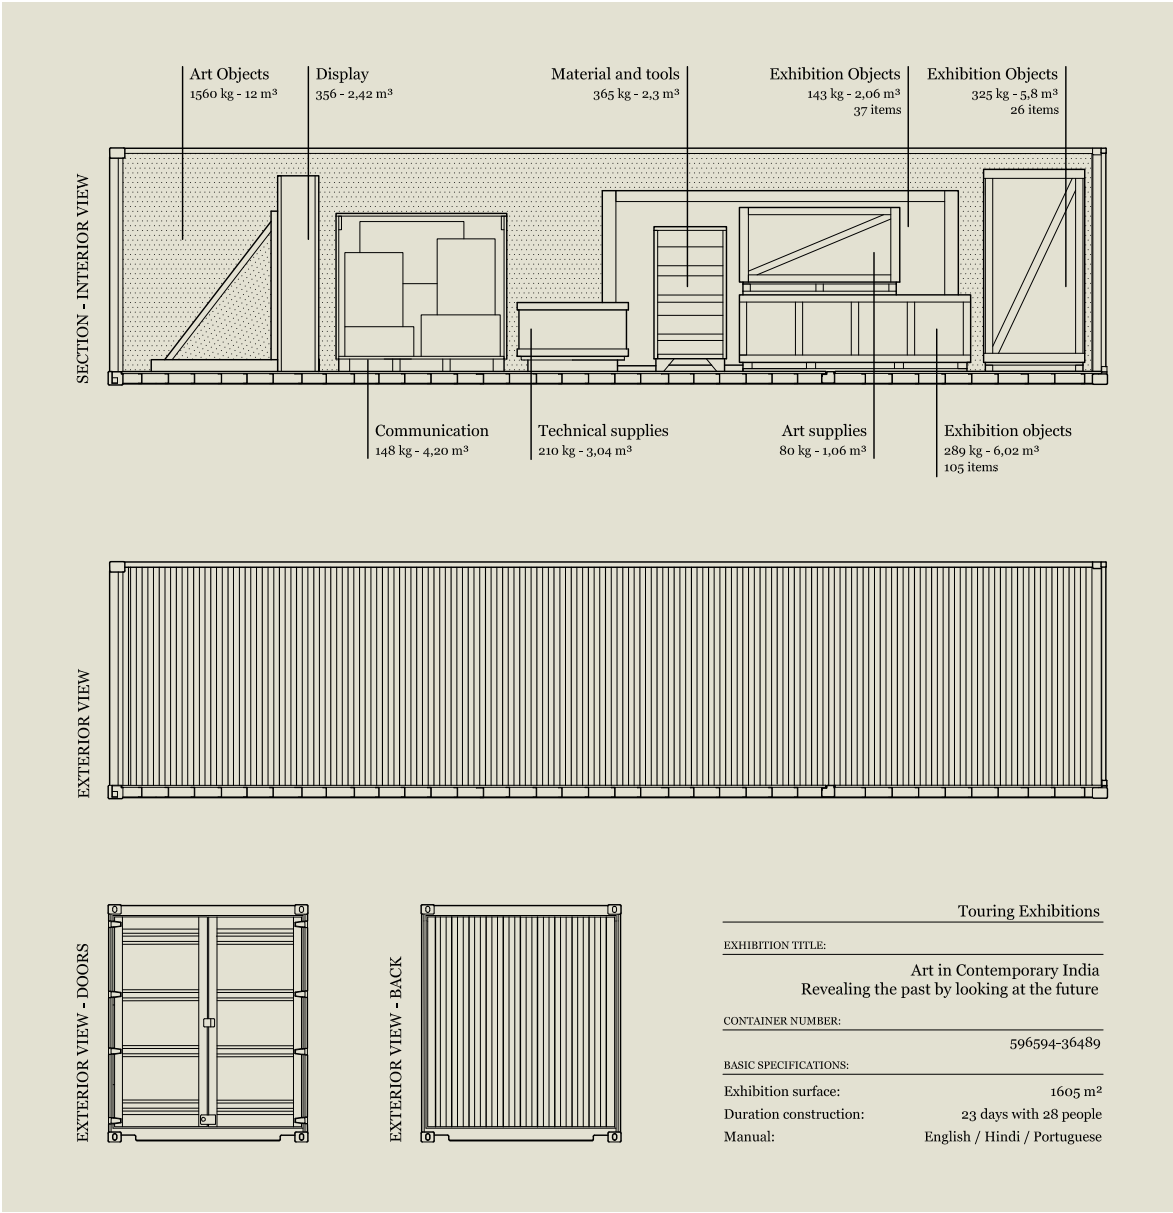 Art Objects
1560 kg - 12 m³
Display
356 - 2,42 m³
Material and tools
365 kg - 2,3 m³
Exhibition Objects
143 kg - 2,06 m³
37 items
Exhibition Objects
325 kg - 5,8 m³
26 items
SECTION - INTERIOR VIEW
Communication
148 kg - 4,20 m³
Technical supplies
210 kg - 3,04 m³
Art supplies
80 kg - 1,06 m³
Exhibition objects
289 kg - 6,02 m³
105 items
EXTERIOR VIEW
EXTERIOR VIEW - DOORS
EXTERIOR VIEW - BACK
Touring Exhibitions
EXHIBITION TITLE:
Art in Contemporary India
Revealing the past by looking at the future
CONTAINER NUMBER:
596594-36489
BASIC SPECIFICATIONS:
Exhibition surface: 1605 m²
Duration construction: 23 days with 28 people
Manual: English / Hindi / Portuguese